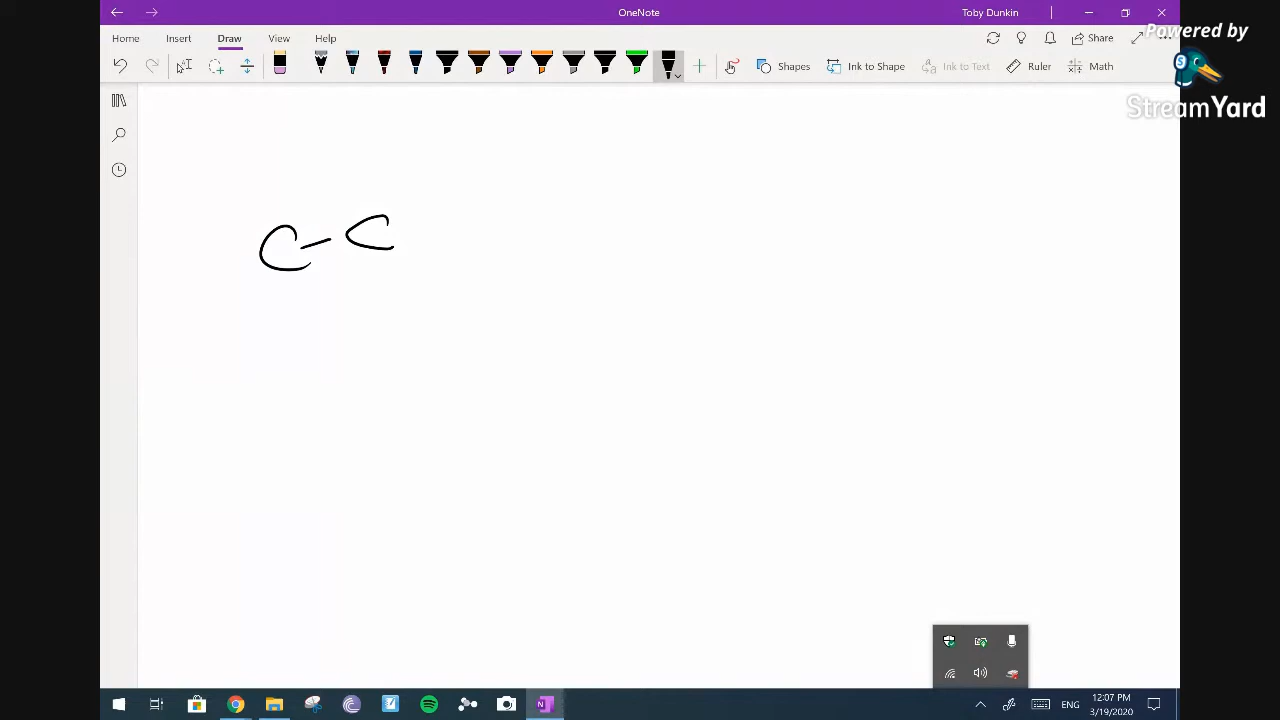 OneNote
Toby Dunkin
Powered by
StreamYard
Home Insert Draw View Help
Share
Shapes Ink to Shape Ink to Text Ruler Math
C-C
ENG
12:07 PM
3/19/2020